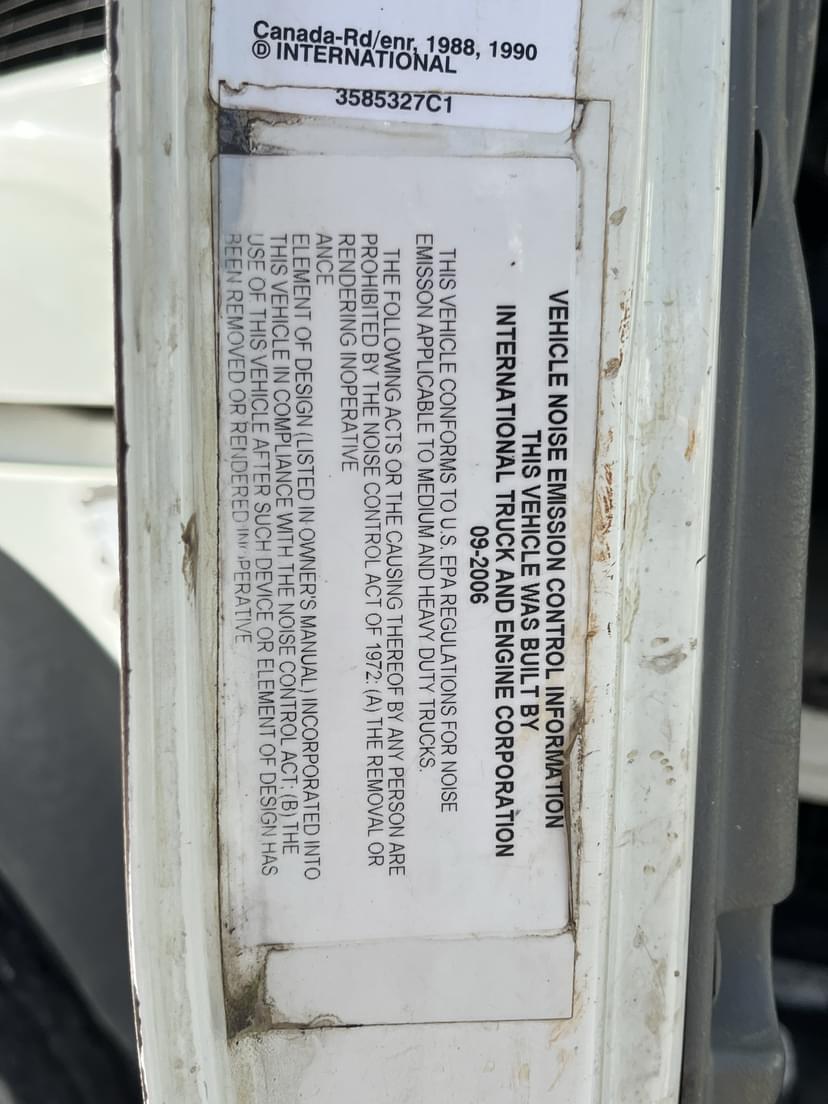 Canada-Rd/enr, 1988, 1990
Ⓓ INTERNATIONAL
3585327C1
VEHICLE NOISE EMISSION CONTROL INFORMATION
THIS VEHICLE WAS BUILT BY
INTERNATIONAL TRUCK AND ENGINE CORPORATION
09-2006
THIS VEHICLE CONFORMS TO U.S. EPA REGULATIONS FOR NOISE
EMISSON APPLICABLE TO MEDIUM AND HEAVY DUTY TRUCKS.
THE FOLLOWING ACTS OR THE CAUSING THEREOF BY ANY PERSON ARE
PROHIBITED BY THE NOISE CONTROL ACT OF 1972: (A) THE REMOVAL OR
RENDERING INOPERATIVE
ANCE
ELEMENT OF DESIGN (LISTED IN OWNER'S MANUAL) INCORPORATED INTO
THIS VEHICLE IN COMPLIANCE WITH THE NOISE CONTROL ACT; (B) THE
USE OF THIS VEHICLE AFTER SUCH DEVICE OR ELEMENT OF DESIGN HAS
BEEN REMOVED OR RENDERED INOPERATIVE